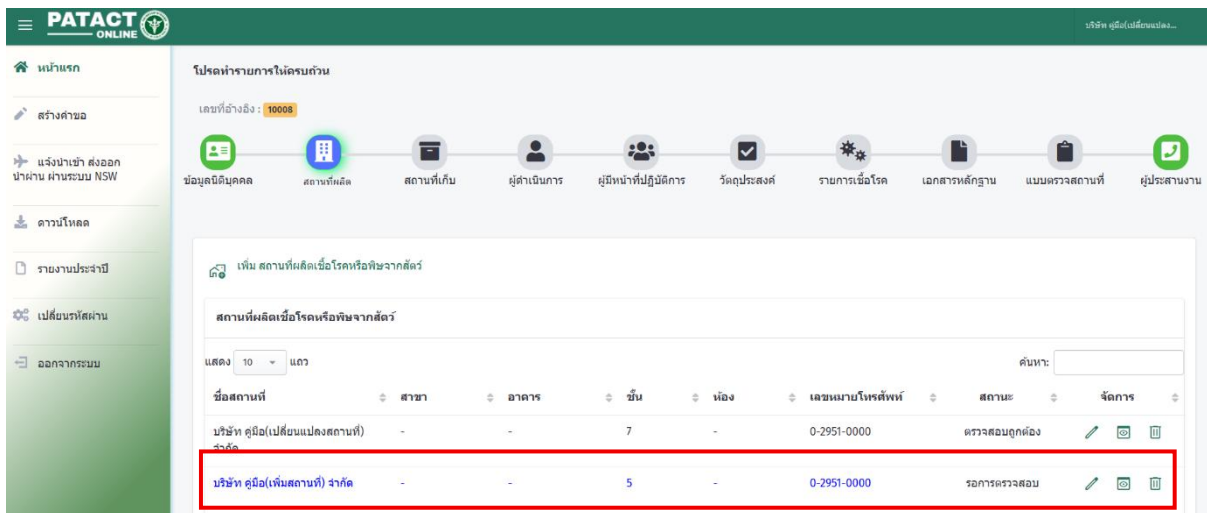 PATACT
ONLINE
บริษัท คู่มือ(เปลี่ยนแปลง...
หน้าแรก
สร้างคำขอ
แจ้งนำเข้า ส่งออก
นำผ่าน ผ่านระบบ NSW
ดาวน์โหลด
รายงานประจำปี
เปลี่ยนรหัสผ่าน
ออกจากระบบ
โปรดทำรายการให้ครบถ้วน
เลขที่อ้างอิง : 10008
ข้อมูลนิติบุคคล สถานที่ผลิต สถานที่เก็บ ผู้ดำเนินการ ผู้มีหน้าที่ปฏิบัติการ วัตถุประสงค์ รายการเชื้อโรค เอกสารหลักฐาน แบบตรวจสถานที่ ผู้ประสานงาน
เพิ่ม สถานที่ผลิตเชื้อโรคหรือพิษจากสัตว์
สถานที่ผลิตเชื้อโรคหรือพิษจากสัตว์
แสดง 10 แถว ค้นหา:
ชื่อสถานที่ สาขา อาคาร ชั้น ห้อง เลขหมายโทรศัพท์ สถานะ จัดการ
บริษัท คู่มือ(เปลี่ยนแปลงสถานที่) - - 7 - 0-2951-0000 ตรวจสอบถูกต้อง
จำกัด
บริษัท คู่มือ(เพิ่มสถานที่) จำกัด - - 5 - 0-2951-0000 รอการตรวจสอบ